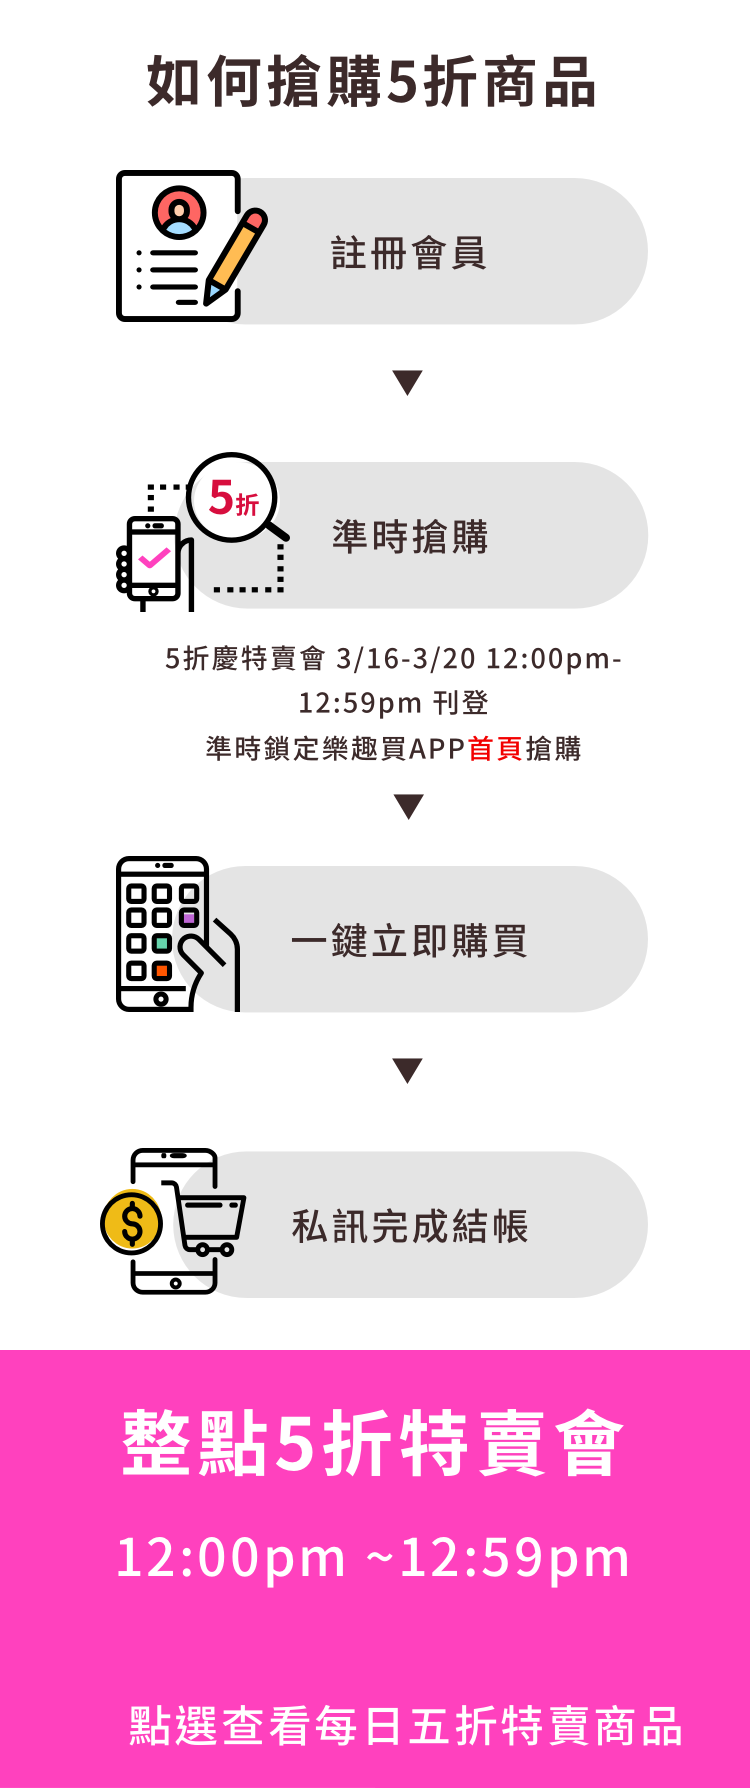 如何搶購5折商品
註冊會員
5折
準時搶購
5折慶特賣會 3/16-3/20 12:00pm-
12:59pm 刊登
準時鎖定樂趣買APP首頁搶購
一鍵立即購買
$
私訊完成結帳
整點5折特賣會
12:00pm ~12:59pm
點選查看每日五折特賣商品